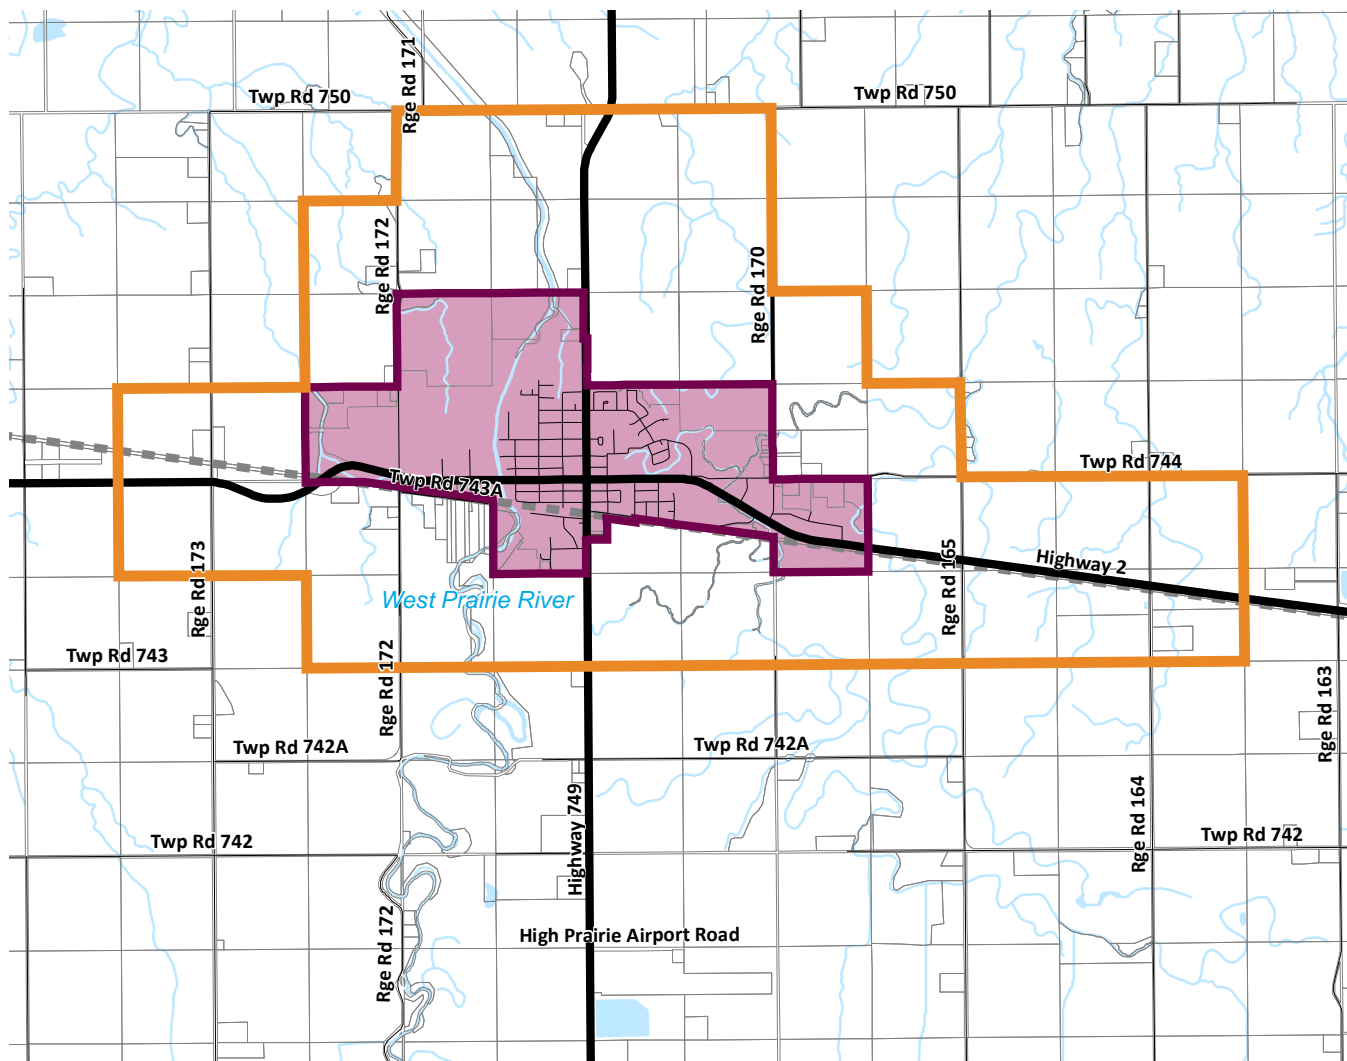 Rge Rd 171
Twp Rd 750
Twp Rd 750
Rge Rd 172
Rge Rd 170
Twp Rd 744
Twp Rd 743A
Rge Rd 173
Rge Rd 165
Highway 2
West Prairie River
Twp Rd 743
Rge Rd 172
Rge Rd 163
Twp Rd 742A
Twp Rd 742A
Highway 749
Rge Rd 164
Twp Rd 742
Twp Rd 742
Rge Rd 172
High Prairie Airport Road